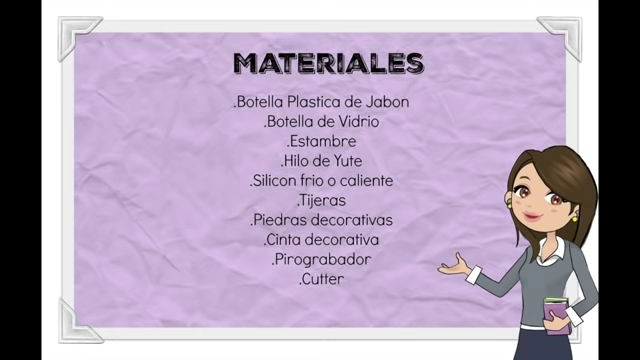 MATERIALES
.Botella Plastica de Jabon
.Botella de Vidrio
.Estambre
.Hilo de Yute
.Silicon frio o caliente
.Tijeras
.Piedras decorativas
.Cinta decorativa
.Pirograbador
.Cutter